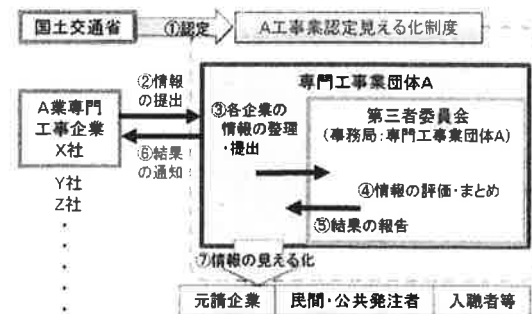 国土交通省
①認定
A工事業認定見える化制度
専門工事業団体A
②情報
の提出
A業専門
工事企業
X社
③各企業の
情報の整理
・提出
第三者委員会
(事務局:専門工事業団体A)
⑥結果
の通知
Y社
Z社
④情報の評価・まとめ
⑤結果の報告
⑦情報の見える化
元請企業
民間・公共発注者
入職者等